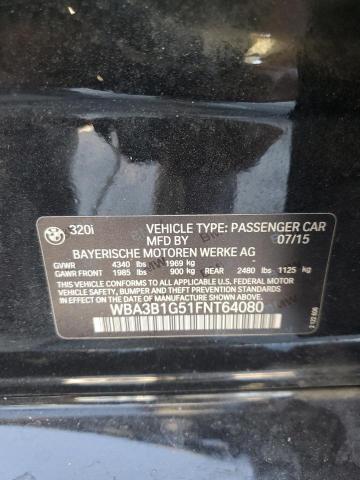 320i VEHICLE TYPE: PASSENGER CAR
MFD BY 07/15
BAYERISCHE MOTOREN WERKE AG
GVWR 4340 lbs 1969 kg
GAWR FRONT 1985 lbs 900 kg REAR 2480 lbs 1125 kg
THIS VEHICLE CONFORMS TO ALL APPLICABLE U.S. FEDERAL MOTOR
VEHICLE SAFETY, BUMPER AND THEFT PREVENTION STANDARDS IN
EFFECT ON THE DATE OF MANUFACTURE SHOWN ABOVE.
WBA3B1G51FNT64080